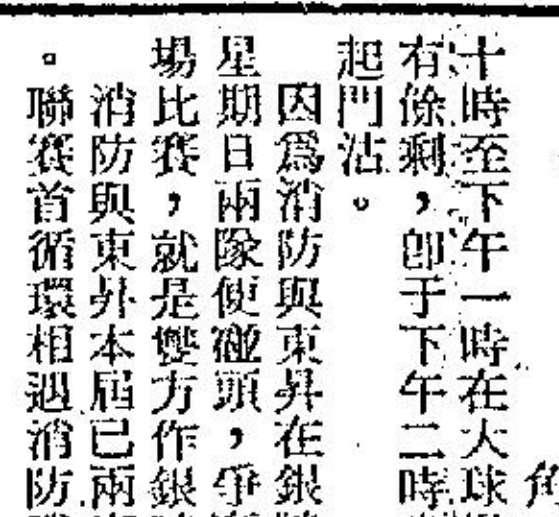 十時至下午一時在大球
有餘剩，卽于下午二時
起門沽。
因爲消防與東昇在銀
星期日兩隊便碰頭，爭
場比賽，就是雙方作銀
消防與東昇本屆已兩
。聯賽首循環相遇消防